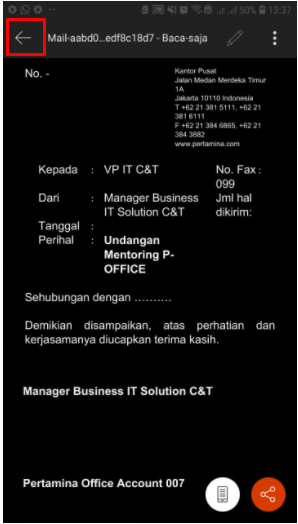 50% 13:37
Mail-aabd0...edf8c18d7 - Baca-saja
No. -
Kantor Pusat
Jalan Medan Merdeka Timur
1A
Jakarta 10110 Indonesia
T +62 21 381 5111, +62 21
381 6111
F +62 21 384 6865, +62 21
384 3882
www.pertamina.com
Kepada : VP IT C&T No. Fax :
099
Dari : Manager Business Jml hal
IT Solution C&T dikirim:
Tanggal :
Perihal : Undangan
Mentoring P-
OFFICE
Sehubungan dengan ..........
Demikian disampaikan, atas perhatian dan
kerjasamanya diucapkan terima kasih.
Manager Business IT Solution C&T
Pertamina Office Account 007